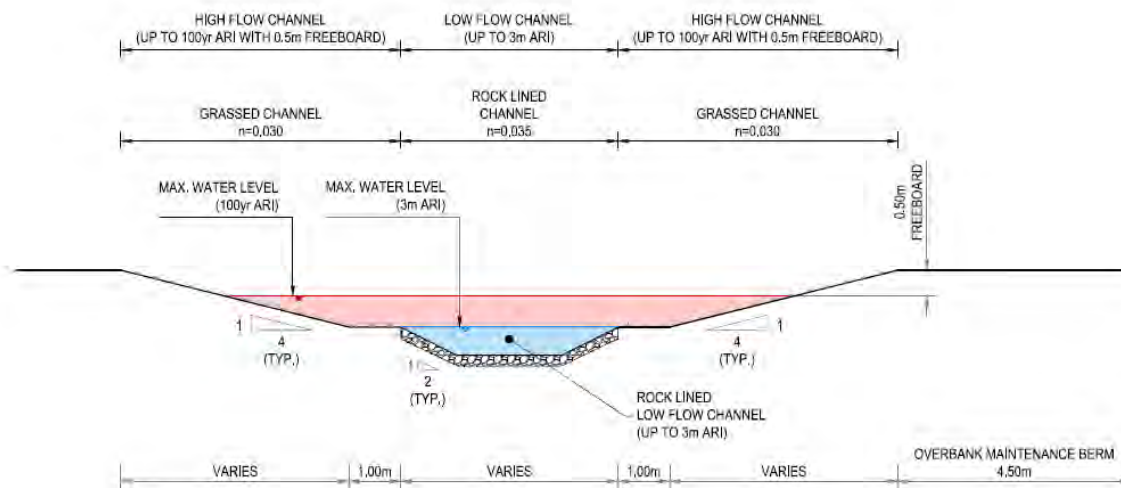 HIGH FLOW CHANNEL
(UP TO 100yr ARI WITH 0.5m FREEBOARD)
LOW FLOW CHANNEL
(UP TO 3m ARI)
HIGH FLOW CHANNEL
(UP TO 100yr ARI WITH 0.5m FREEBOARD)
GRASSED CHANNEL
n=0,030
ROCK LINED
CHANNEL
n=0,035
GRASSED CHANNEL
n=0,030
MAX. WATER LEVEL
(100yr ARI)
MAX. WATER LEVEL
(3m ARI)
0.50m
FREEBOARD
1
4
(TYP.)
1
2
(TYP.)
1
4
(TYP.)
ROCK LINED
LOW FLOW CHANNEL
(UP TO 3m ARI)
VARIES
1,00m
VARIES
1,00m
VARIES
OVERBANK MAINTENANCE BERM
4.50m